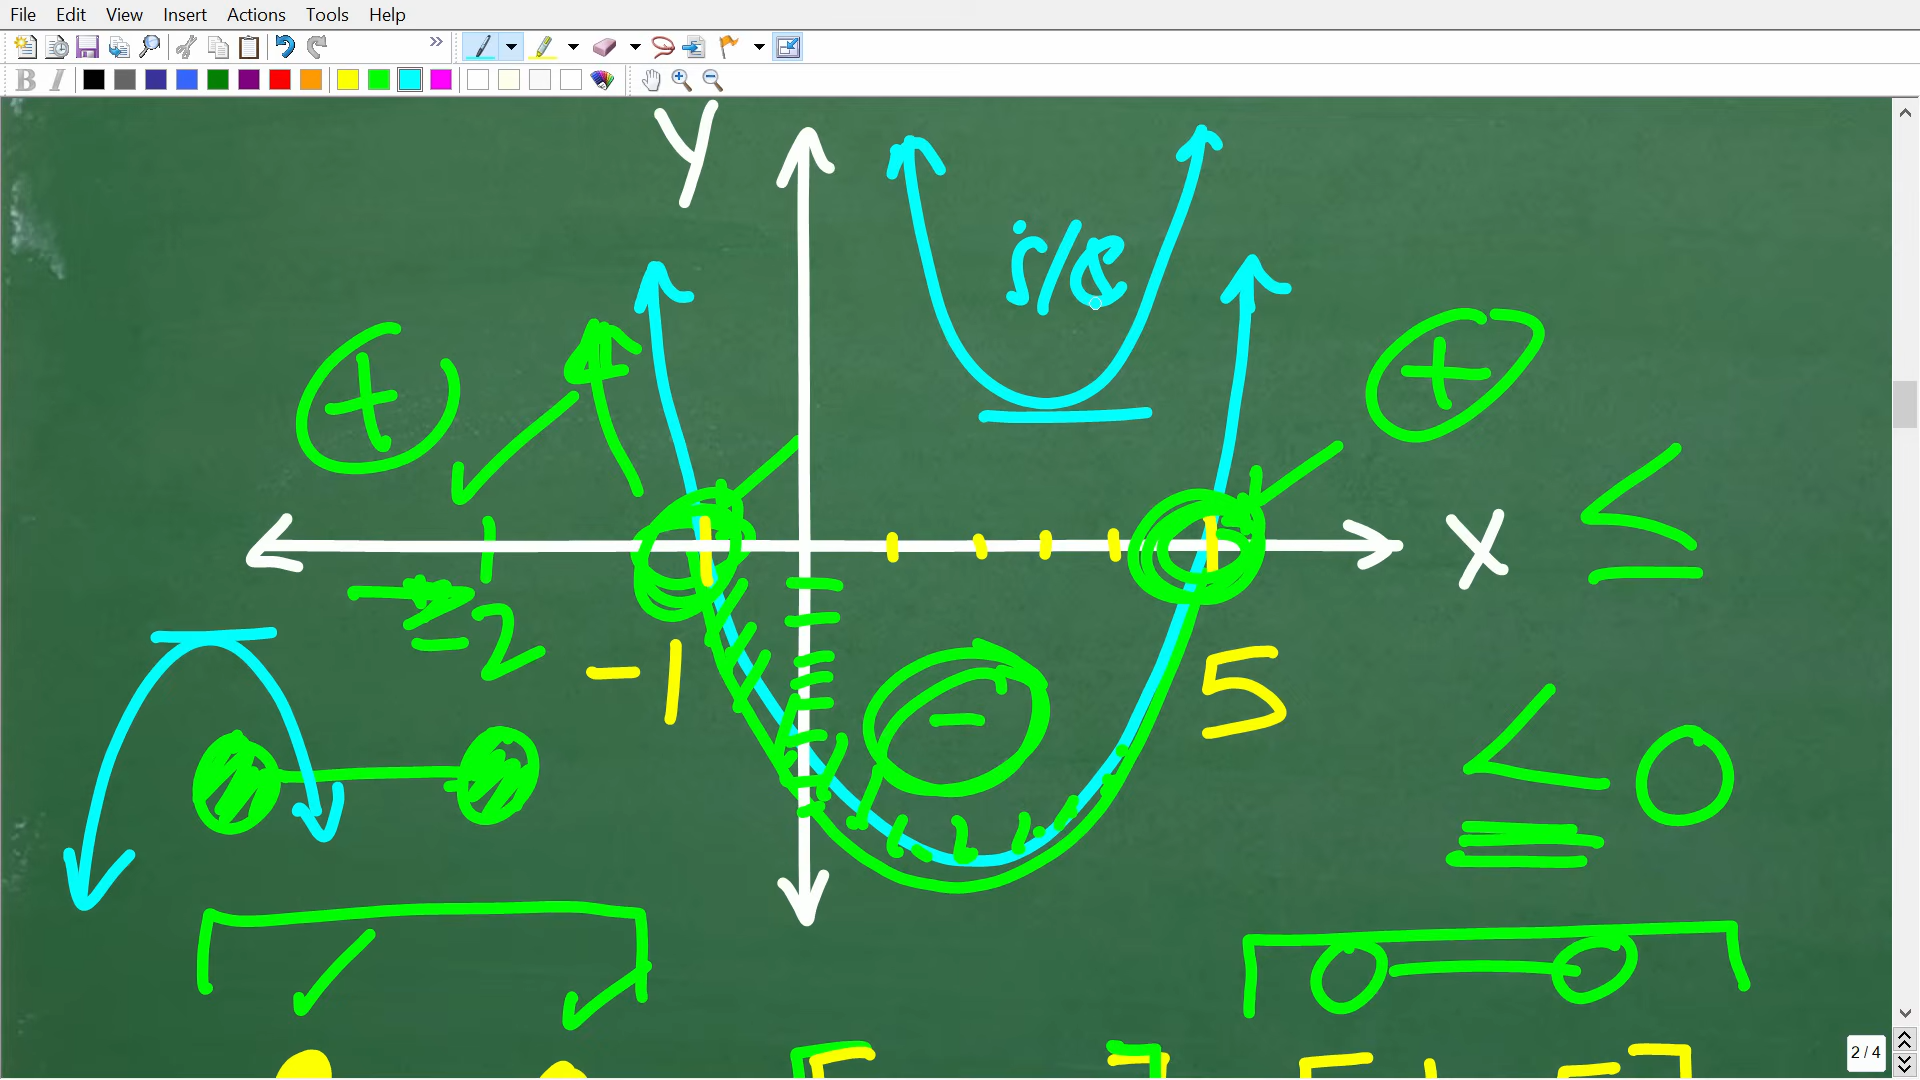 File Edit View Insert Actions Tools Help
B I
Y
+
+
X
≤
-2
-1
5
-
< 0
2 / 4